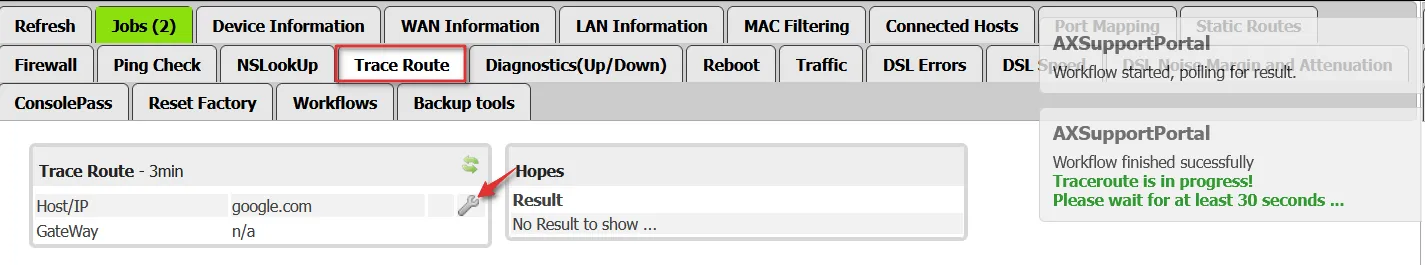 Refresh Jobs (2) Device Information WAN Information LAN Information MAC Filtering Connected Hosts Port Mapping Static Routes
Firewall Ping Check NSLookUp Trace Route Diagnostics(Up/Down) Reboot Traffic DSL Errors DSL Speed DSL Noise Margin and Attenuation
ConsolePass Reset Factory Workflows Backup tools
AXSupportPortal
Workflow started, polling for result.
AXSupportPortal
Workflow finished sucessfully
Traceroute is in progress!
Please wait for at least 30 seconds ...
Trace Route - 3min
Host/IP google.com
GateWay n/a
Hopes
Result
No Result to show ...